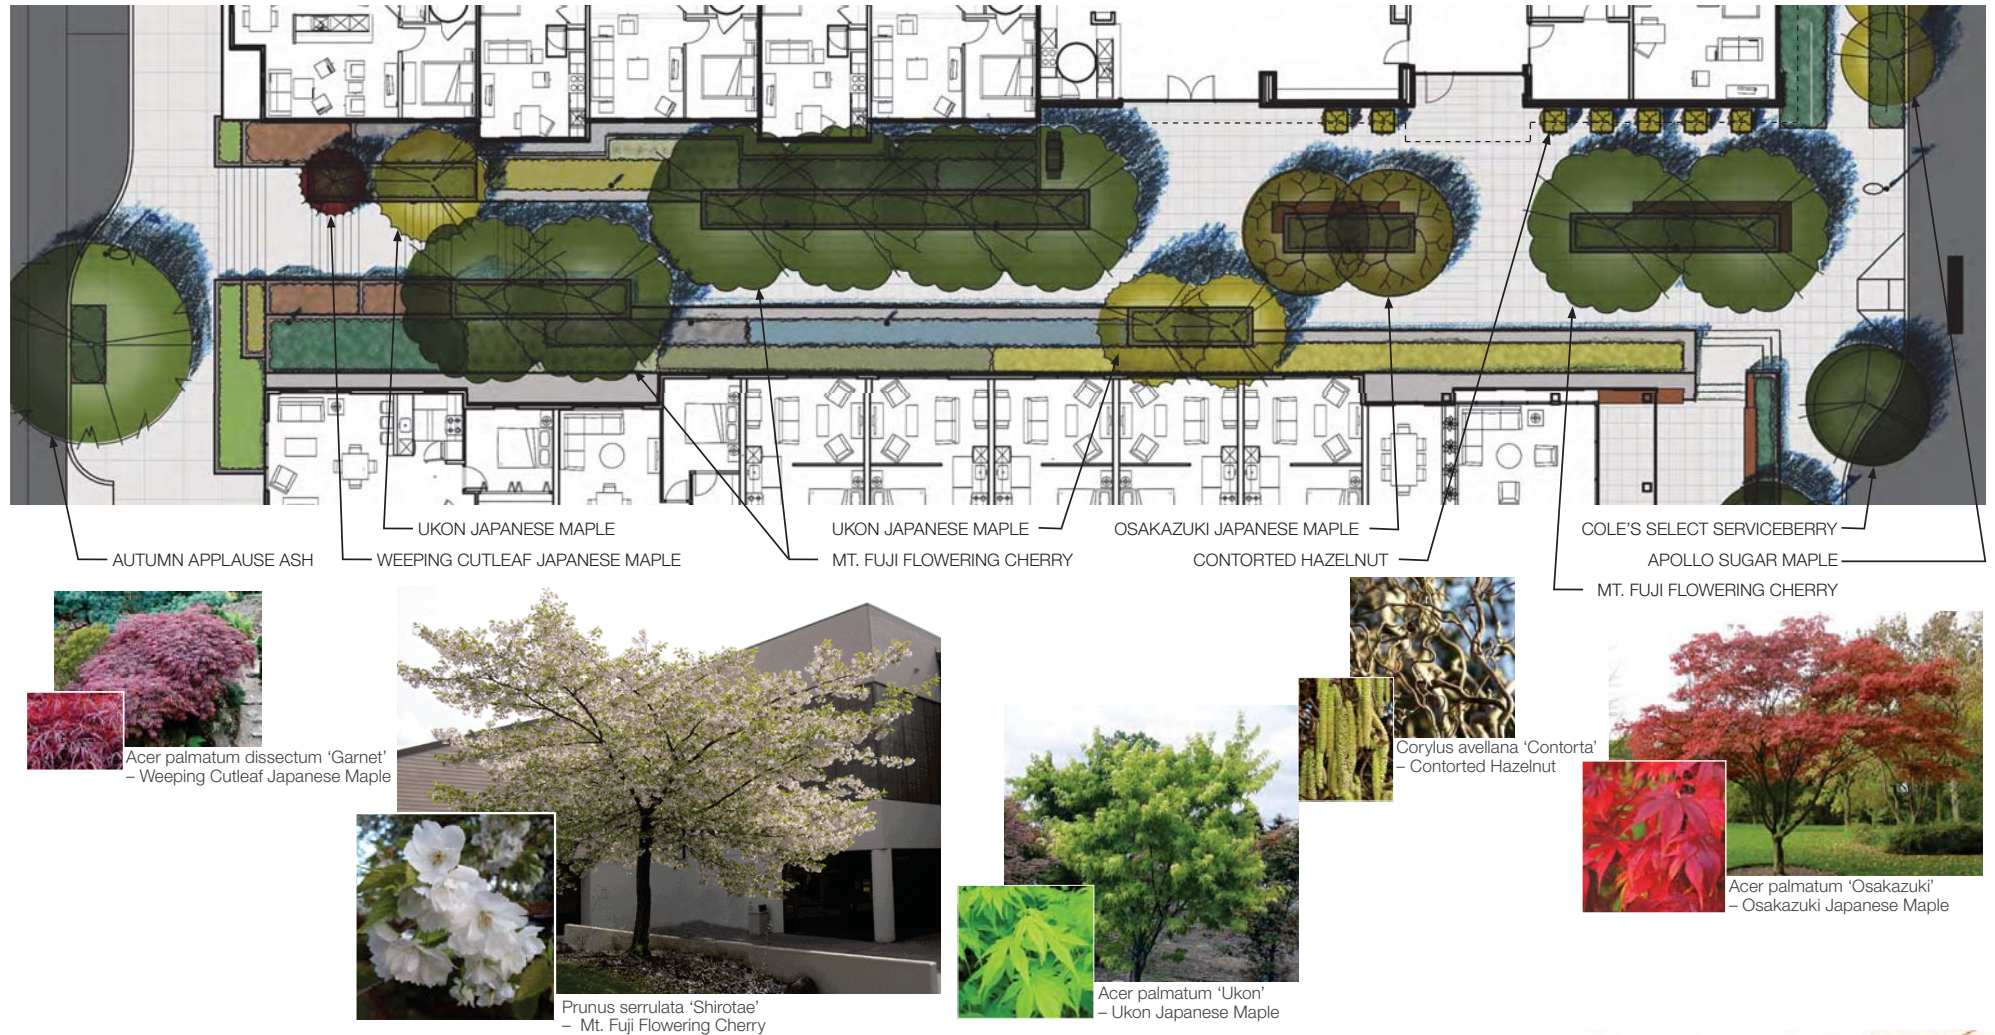 UKON JAPANESE MAPLE
UKON JAPANESE MAPLE
OSAKAZUKI JAPANESE MAPLE
COLE'S SELECT SERVICEBERRY
AUTUMN APPLAUSE ASH
WEEPING CUTLEAF JAPANESE MAPLE
MT. FUJI FLOWERING CHERRY
CONTORTED HAZELNUT
APOLLO SUGAR MAPLE
MT. FUJI FLOWERING CHERRY
Acer palmatum dissectum ‘Garnet’
– Weeping Cutleaf Japanese Maple
Prunus serrulata ‘Shirotae’
– Mt. Fuji Flowering Cherry
Acer palmatum ‘Ukon’
– Ukon Japanese Maple
Corylus avellana ‘Contorta’
– Contorted Hazelnut
Acer palmatum ‘Osakazuki’
– Osakazuki Japanese Maple